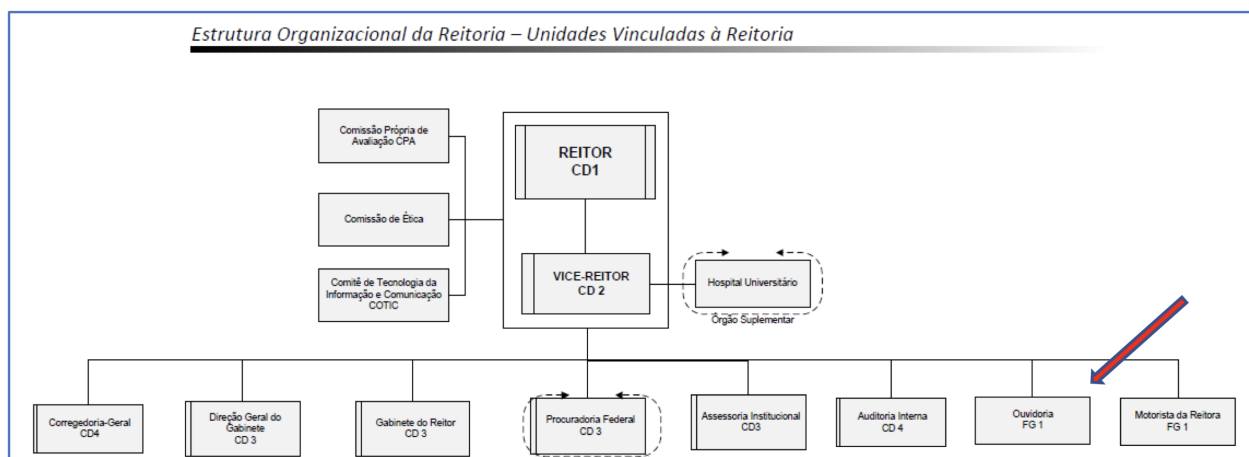 Estrutura Organizacional da Reitoria – Unidades Vinculadas à Reitoria
Comissão Própria de
Avaliação CPA
REITOR
CD1
Comissão de Ética
VICE-REITOR
CD 2
Hospital Universitário
Órgão Suplementar
Comitê de Tecnologia da
Informação e Comunicação
COTIC
Corregedoria-Geral
CD4
Direção Geral do
Gabinete
CD 3
Gabinete do Reitor
CD 3
Procuradoria Federal
CD 3
Assessoria Institucional
CD3
Auditoria Interna
CD 4
Ouvidoria
FG 1
Motorista da Reitora
FG 1